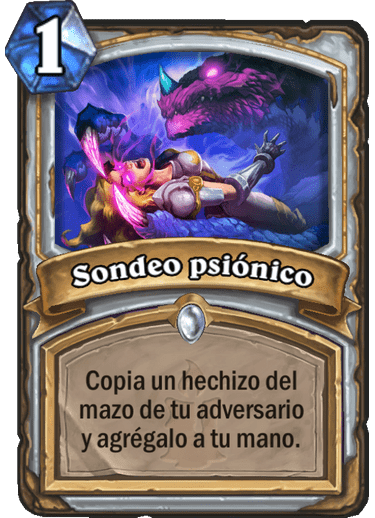 1
Sondeo psiónico
Copia un hechizo del
mazo de tu adversario
y agrégalo a tu mano.